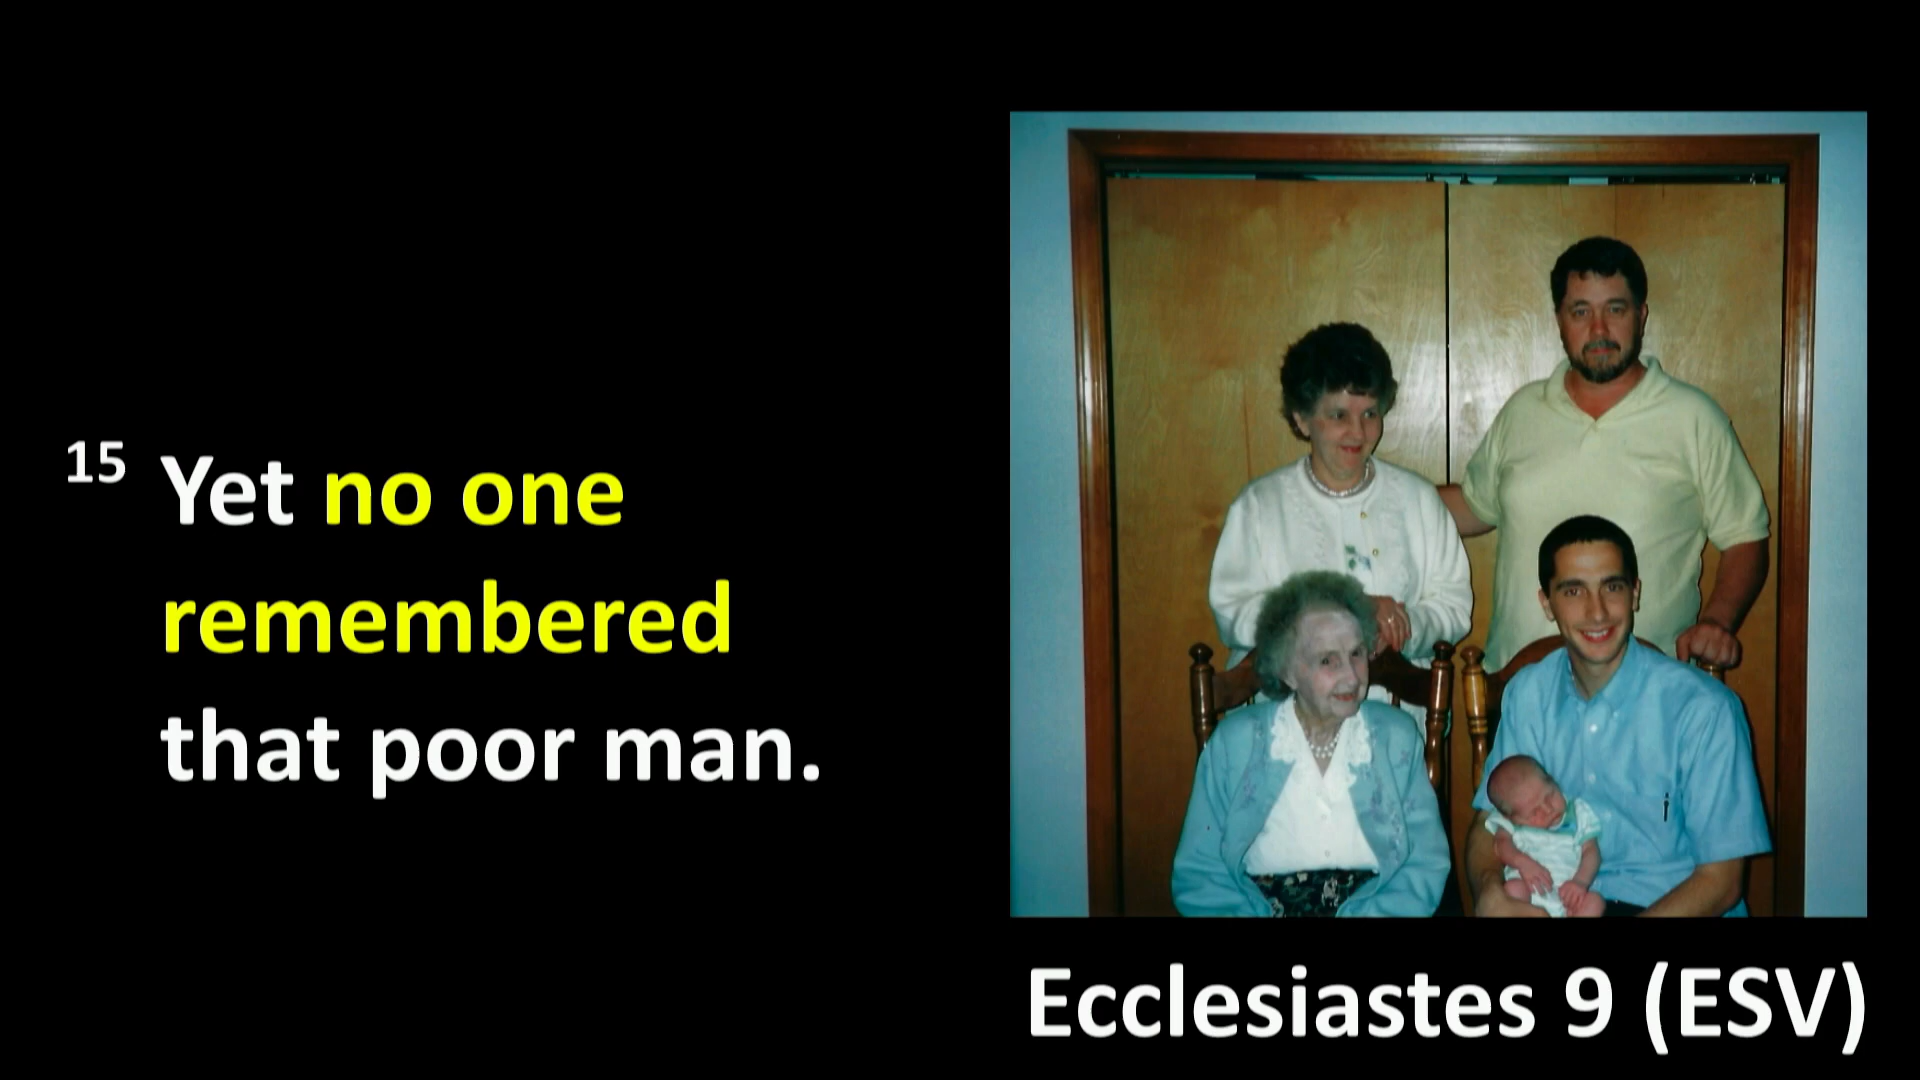 15 Yet no one
remembered
that poor man.
Ecclesiastes 9 (ESV)